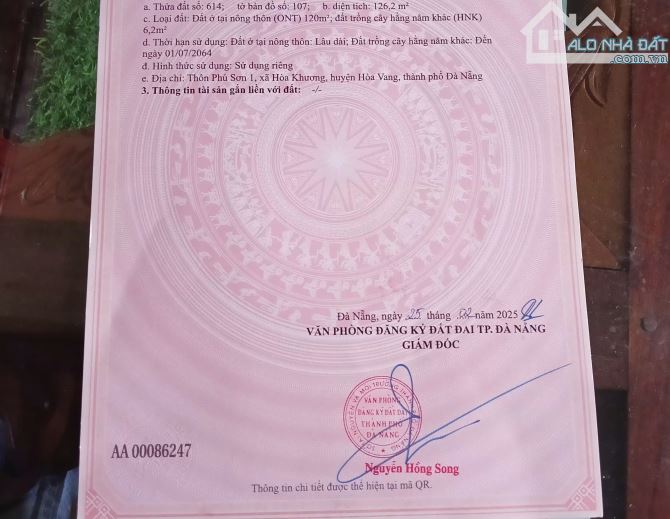 a. Thửa đất số: 614; tờ bản đồ số: 107; b. diện tích: 126,2 m²
c. Loại đất: Đất ở tại nông thôn (ONT) 120m²; đất trồng cây hằng năm khác (HNK)
6,2m²
d. Thời hạn sử dụng: Đất ở tại nông thôn: Lâu dài; Đất trồng cây hằng năm khác: Đến
ngày 01/07/2064
đ. Hình thức sử dụng: Sử dụng riêng
e. Địa chỉ: Thôn Phú Sơn 1, xã Hòa Khương, huyện Hòa Vang, thành phố Đà Nẵng
3. Thông tin tài sản gắn liền với đất: -/-
ALO NHÀ ĐẤT
.com.vn
Đà Nẵng, ngày 25 tháng 02 năm 2025
VĂN PHÒNG ĐĂNG KÝ ĐẤT ĐAI TP. ĐÀ NẴNG
GIÁM ĐỐC
VĂN PHÒNG
ĐĂNG KÝ ĐẤT ĐAI
THÀNH PHỐ
ĐÀ NẴNG
Nguyễn Hồng Song
AA 00086247
Thông tin chi tiết được thể hiện tại mã QR.